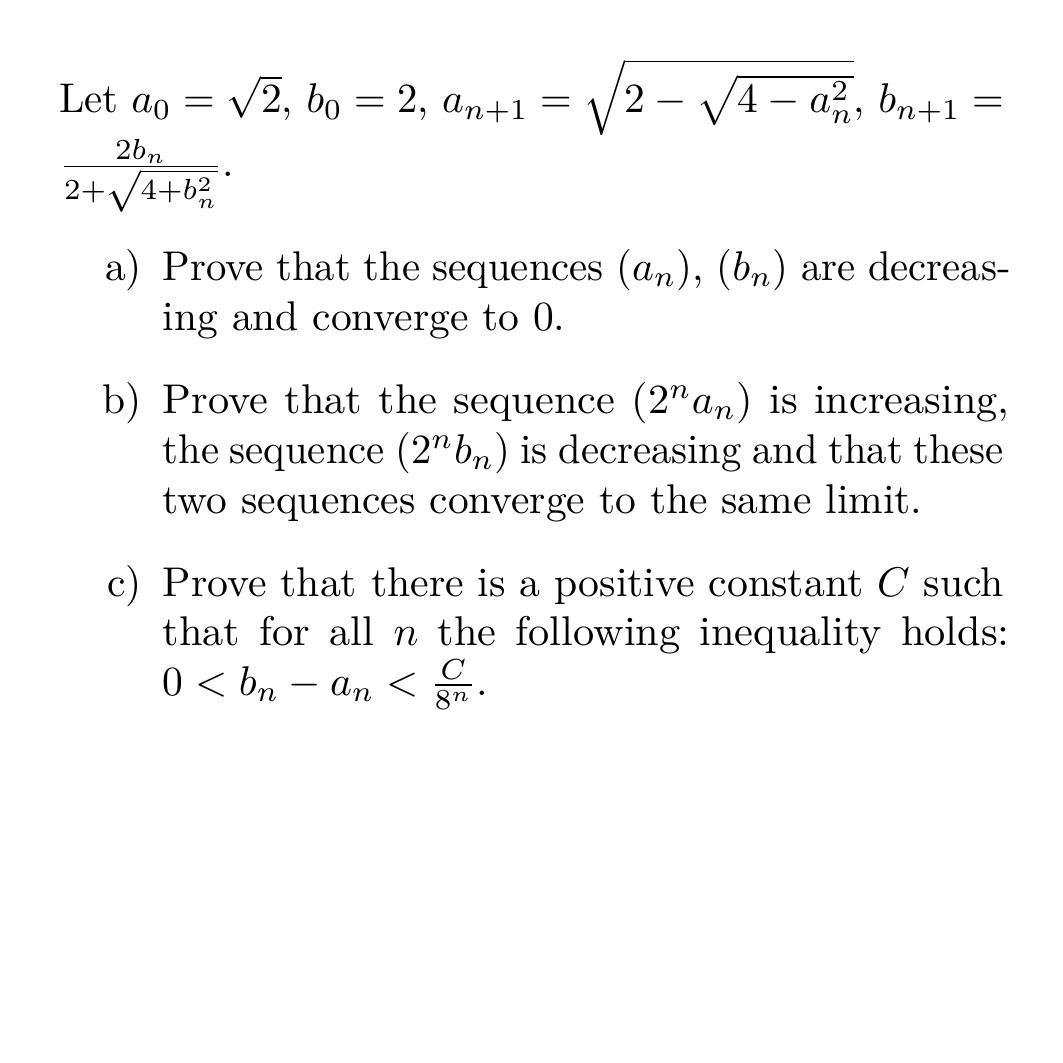 Let $a_0 = \sqrt{2}$, $b_0 = 2$, $a_{n+1} = \sqrt{2 - \sqrt{4 - a_n^2}}$, $b_{n+1} =$
$\frac{2b_n}{2+\sqrt{4+b_n^2}}$.
a) Prove that the sequences $(a_n)$, $(b_n)$ are decreas-
ing and converge to 0.
b) Prove that the sequence $(2^n a_n)$ is increasing,
the sequence $(2^n b_n)$ is decreasing and that these
two sequences converge to the same limit.
c) Prove that there is a positive constant $C$ such
that for all $n$ the following inequality holds:
$0 < b_n - a_n < \frac{C}{8^n}$.